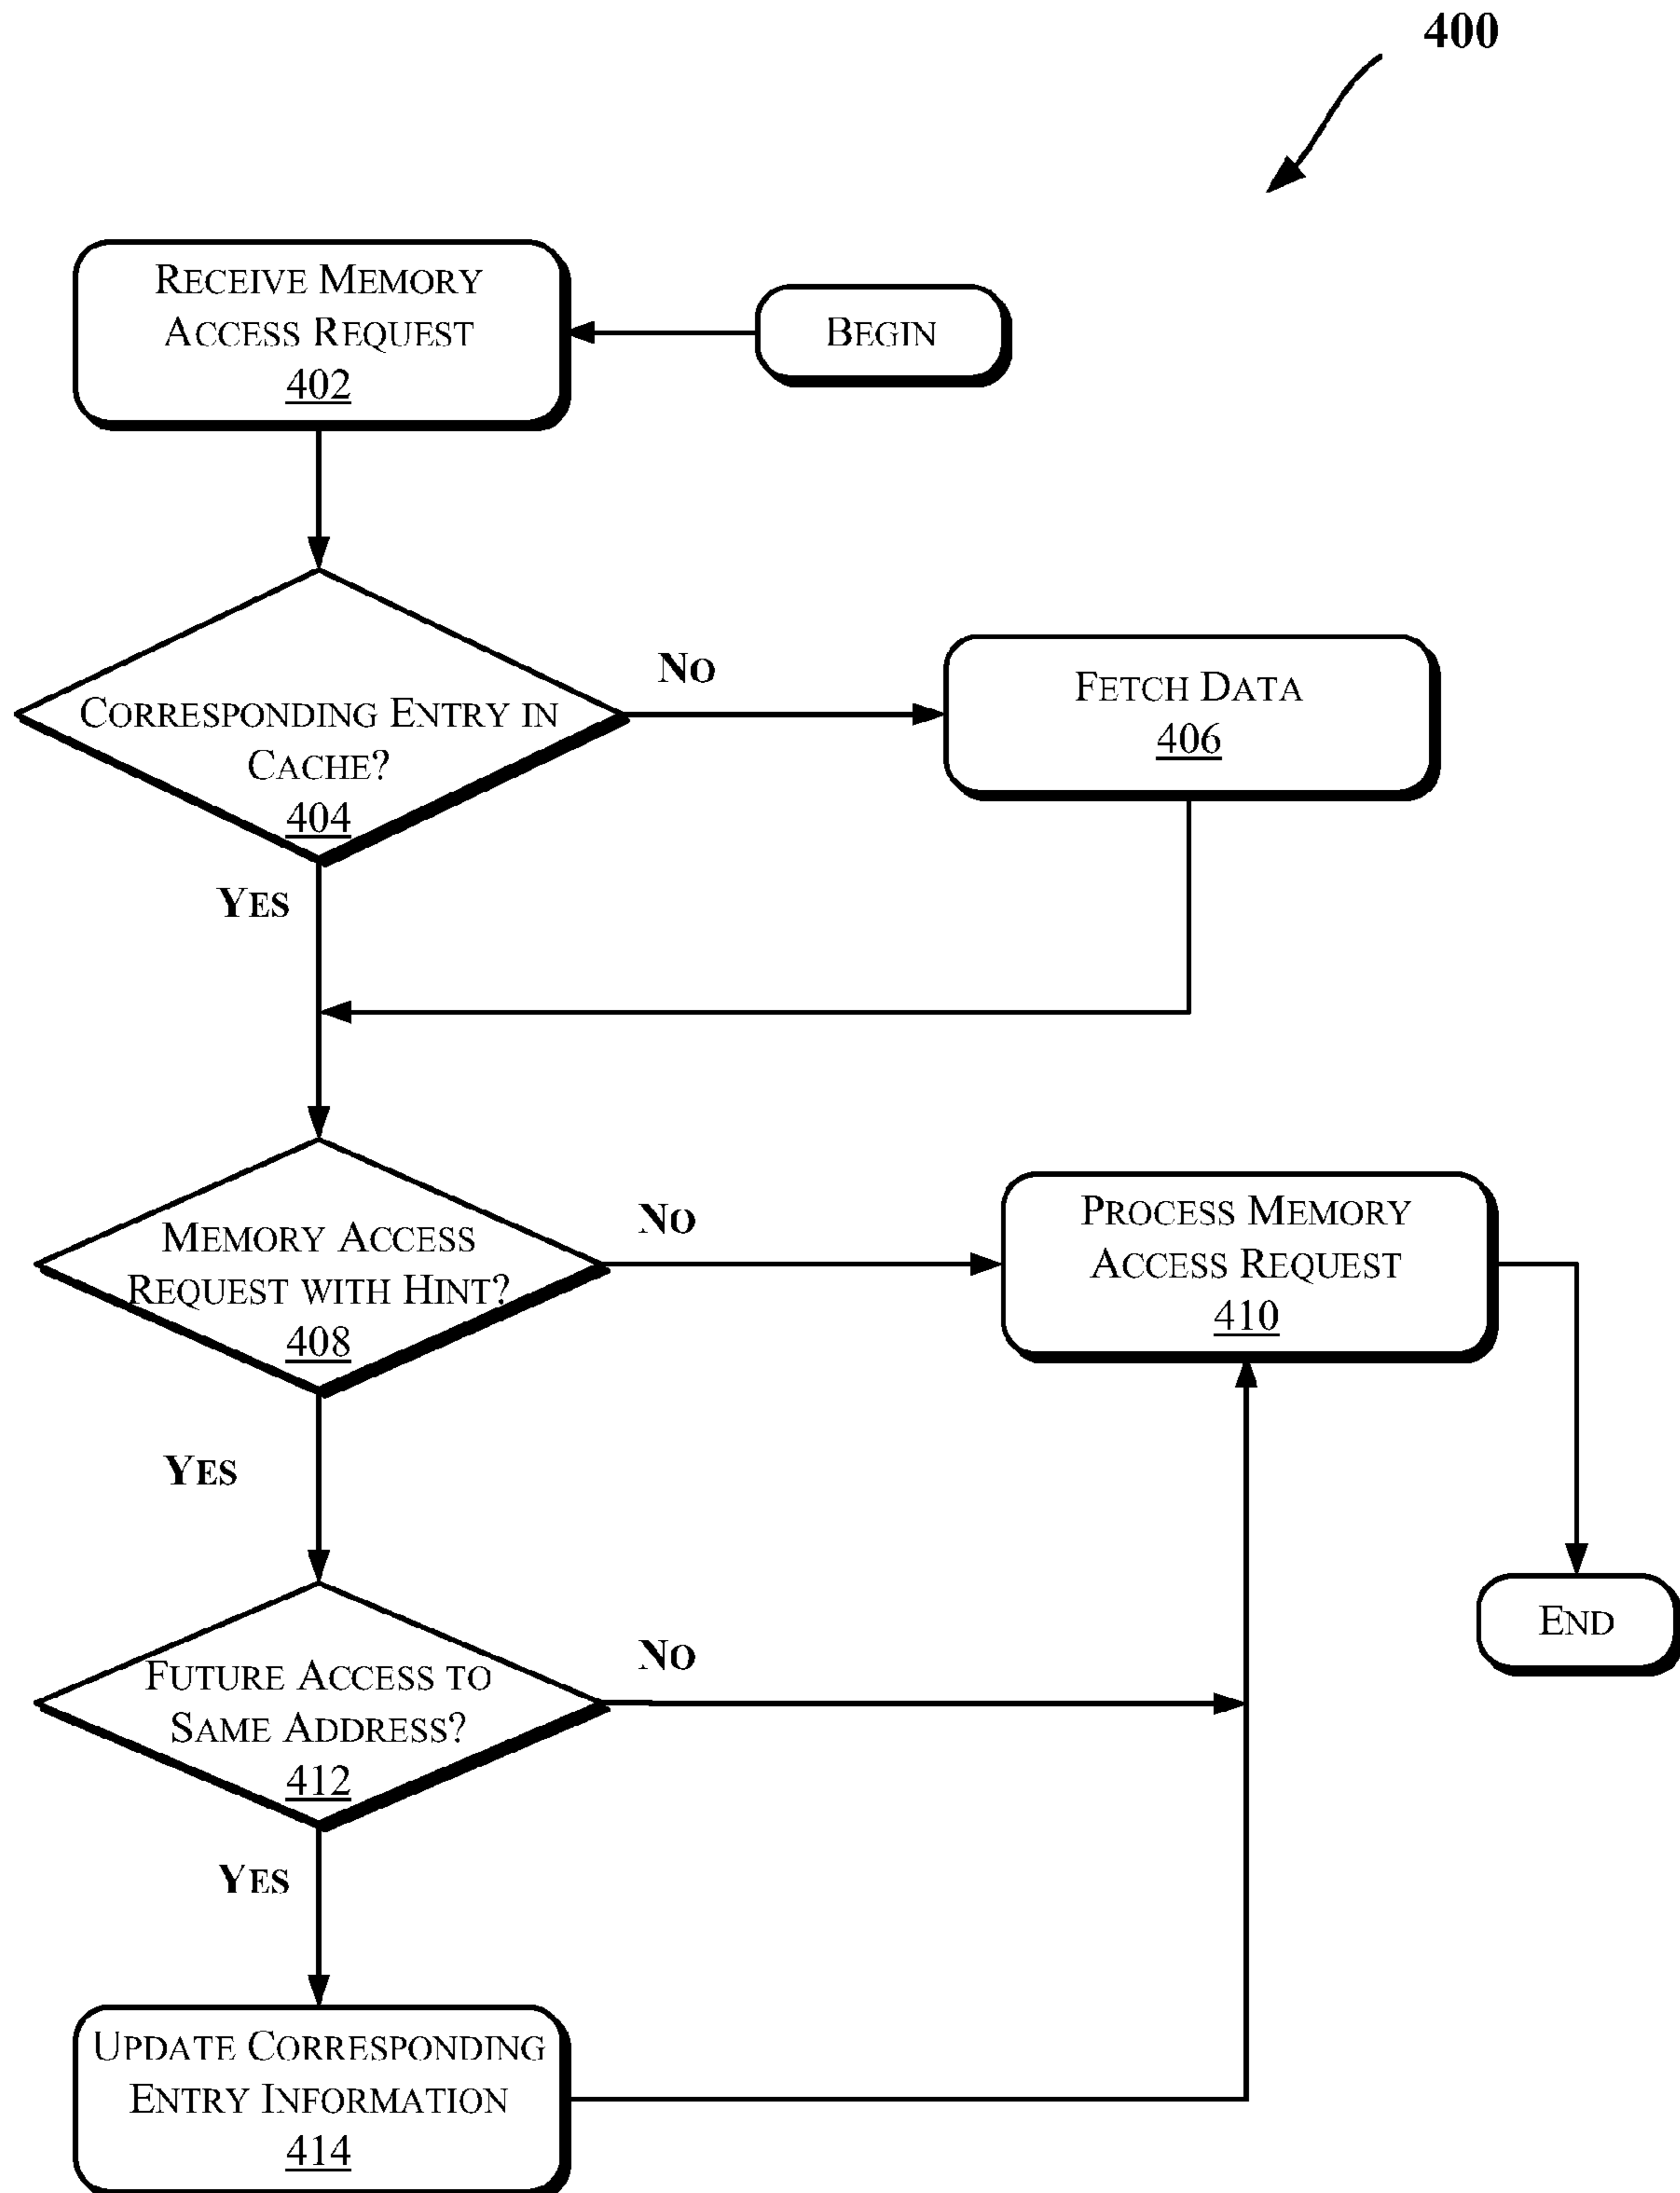 400
RECEIVE MEMORY
ACCESS REQUEST
402
BEGIN
CORRESPONDING ENTRY IN
CACHE?
404
NO
FETCH DATA
406
YES
MEMORY ACCESS
REQUEST WITH HINT?
408
NO
PROCESS MEMORY
ACCESS REQUEST
410
YES
END
FUTURE ACCESS TO
SAME ADDRESS?
412
NO
YES
UPDATE CORRESPONDING
ENTRY INFORMATION
414